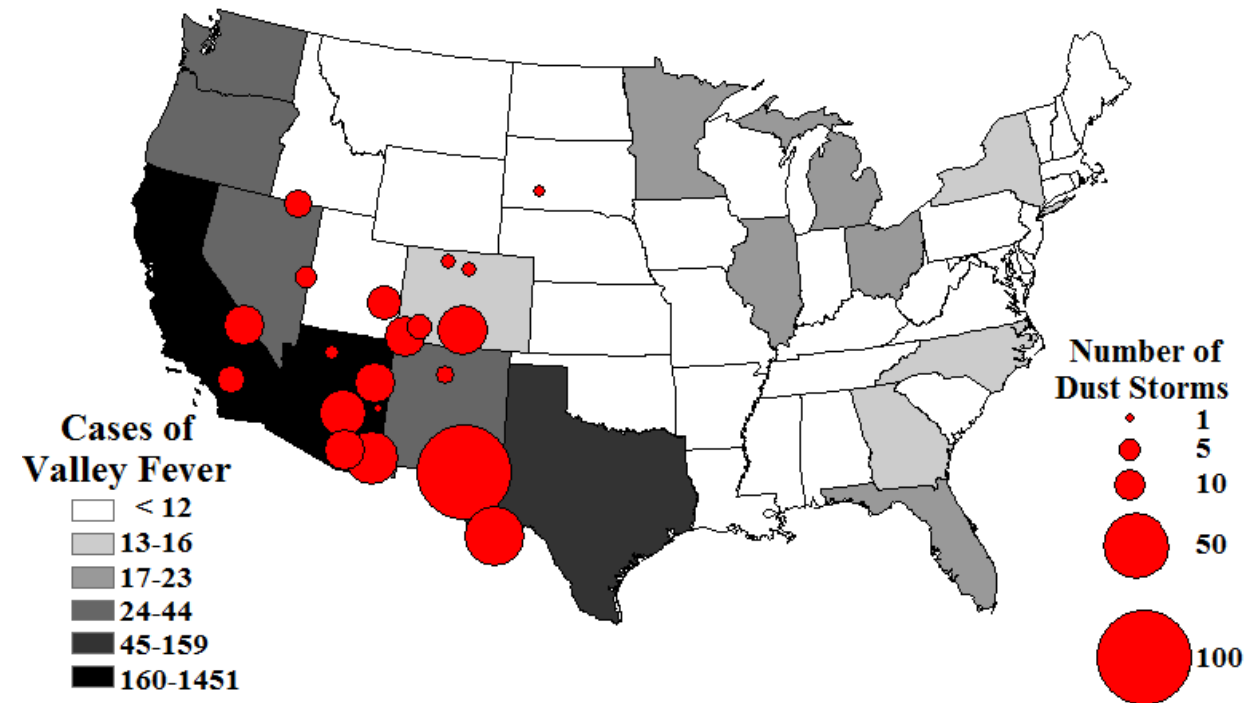 Number of
Dust Storms
1
5
10
50
100
Cases of
Valley Fever
< 12
13-16
17-23
24-44
45-159
160-1451